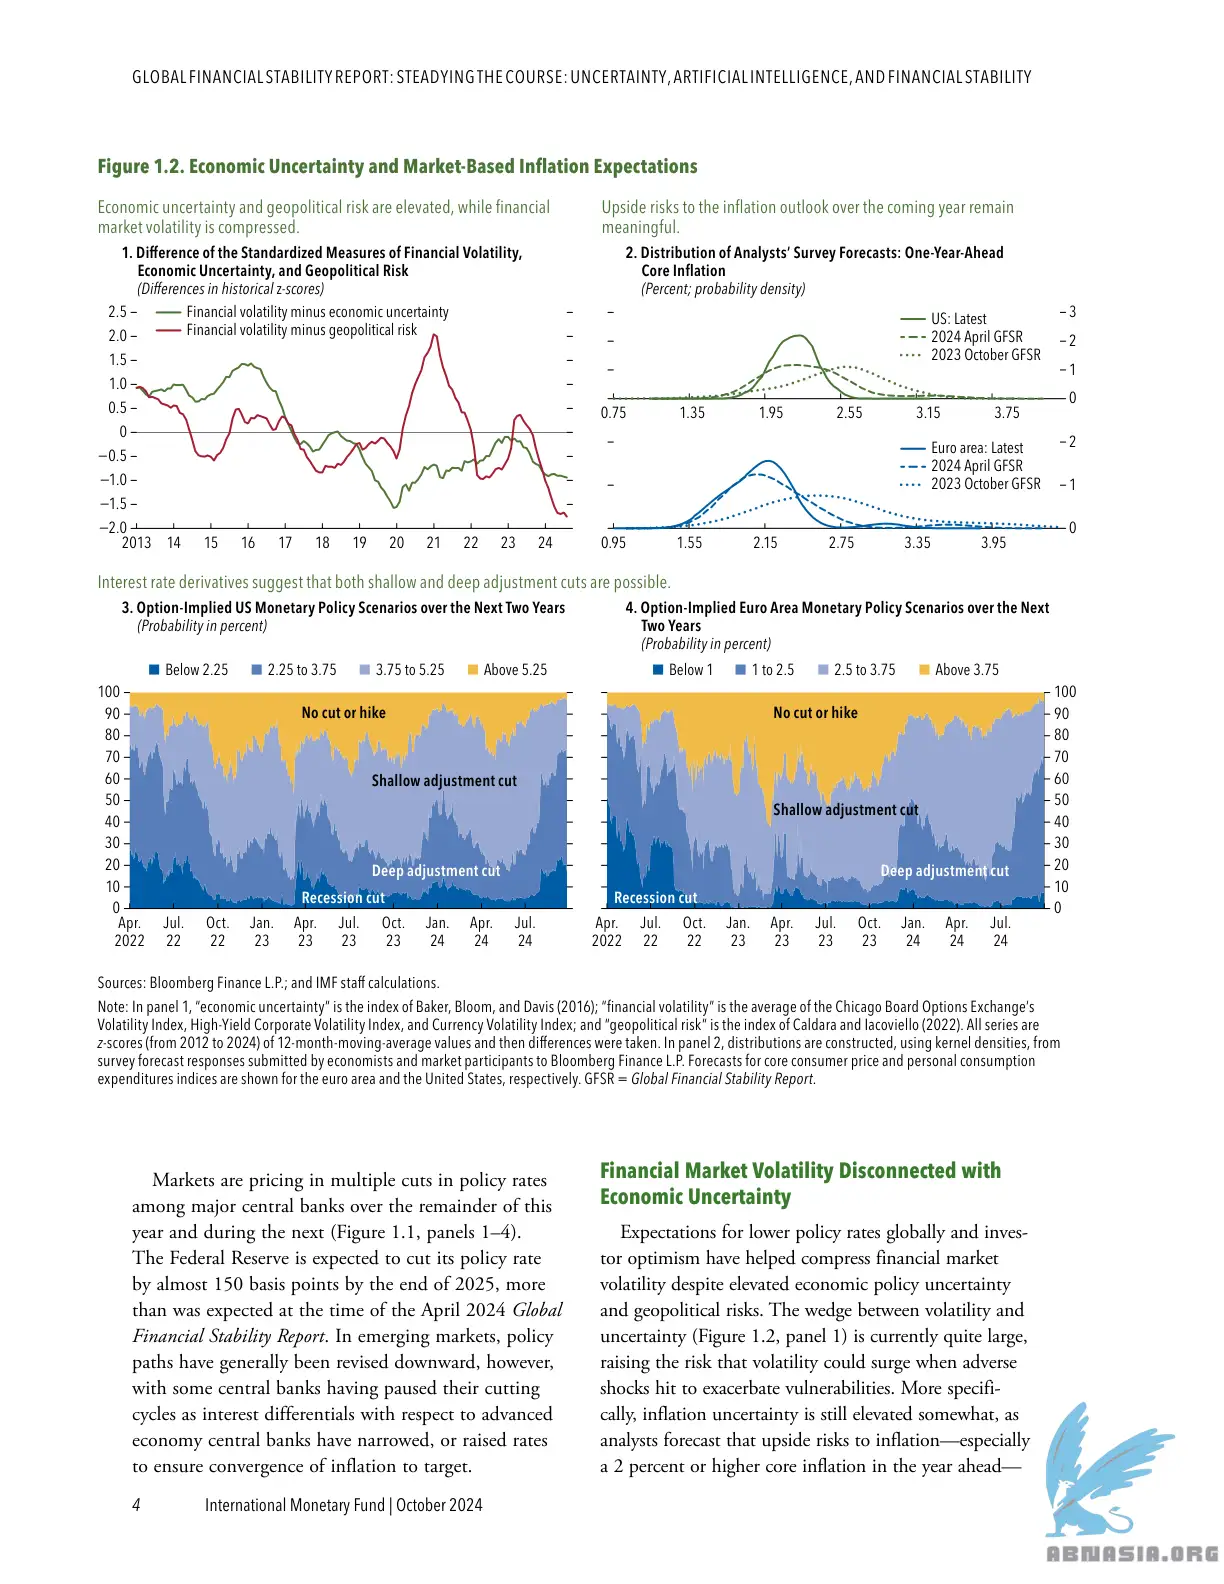 GLOBAL FINANCIAL STABILITY REPORT: STEADYING THE COURSE: UNCERTAINTY, ARTIFICIAL INTELLIGENCE, AND FINANCIAL STABILITY
Figure 1.2. Economic Uncertainty and Market-Based Inflation Expectations
Economic uncertainty and geopolitical risk are elevated, while financial
market volatility is compressed.
1. Difference of the Standardized Measures of Financial Volatility,
Economic Uncertainty, and Geopolitical Risk
(Differences in historical z-scores)
Financial volatility minus economic uncertainty
Financial volatility minus geopolitical risk
2.5
2.0
1.5
1.0
0.5
0
−0.5
−1.0
−1.5
−2.0
2013 14 15 16 17 18 19 20 21 22 23 24
Upside risks to the inflation outlook over the coming year remain
meaningful.
2. Distribution of Analysts’ Survey Forecasts: One-Year-Ahead
Core Inflation
(Percent; probability density)
US: Latest
2024 April GFSR
2023 October GFSR
3
2
1
0
0.75 1.35 1.95 2.55 3.15 3.75
Euro area: Latest
2024 April GFSR
2023 October GFSR
2
1
0
0.95 1.55 2.15 2.75 3.35 3.95
Interest rate derivatives suggest that both shallow and deep adjustment cuts are possible.
3. Option-Implied US Monetary Policy Scenarios over the Next Two Years
(Probability in percent)
Below 2.25 2.25 to 3.75 3.75 to 5.25 Above 5.25
100
90
80
70
60
50
40
30
20
10
0
No cut or hike
Shallow adjustment cut
Deep adjustment cut
Recession cut
Apr. Jul. Oct. Jan. Apr. Jul. Oct. Jan. Apr. Jul.
2022 22 22 23 23 23 23 24 24 24
4. Option-Implied Euro Area Monetary Policy Scenarios over the Next
Two Years
(Probability in percent)
Below 1 1 to 2.5 2.5 to 3.75 Above 3.75
100
90
80
70
60
50
40
30
20
10
0
No cut or hike
Shallow adjustment cut
Deep adjustment cut
Recession cut
Apr. Jul. Oct. Jan. Apr. Jul. Oct. Jan. Apr. Jul.
2022 22 22 23 23 23 23 24 24 24
Sources: Bloomberg Finance L.P.; and IMF staff calculations.
Note: In panel 1, “economic uncertainty” is the index of Baker, Bloom, and Davis (2016); “financial volatility” is the average of the Chicago Board Options Exchange’s
Volatility Index, High-Yield Corporate Volatility Index, and Currency Volatility Index; and “geopolitical risk” is the index of Caldara and Iacoviello (2022). All series are
z-scores (from 2012 to 2024) of 12-month-moving-average values and then differences were taken. In panel 2, distributions are constructed, using kernel densities, from
survey forecast responses submitted by economists and market participants to Bloomberg Finance L.P. Forecasts for core consumer price and personal consumption
expenditures indices are shown for the euro area and the United States, respectively. GFSR = Global Financial Stability Report.
Markets are pricing in multiple cuts in policy rates
among major central banks over the remainder of this
year and during the next (Figure 1.1, panels 1–4).
The Federal Reserve is expected to cut its policy rate
by almost 150 basis points by the end of 2025, more
than was expected at the time of the April 2024 Global
Financial Stability Report. In emerging markets, policy
paths have generally been revised downward, however,
with some central banks having paused their cutting
cycles as interest differentials with respect to advanced
economy central banks have narrowed, or raised rates
to ensure convergence of inflation to target.
Financial Market Volatility Disconnected with
Economic Uncertainty
Expectations for lower policy rates globally and inves-
tor optimism have helped compress financial market
volatility despite elevated economic policy uncertainty
and geopolitical risks. The wedge between volatility and
uncertainty (Figure 1.2, panel 1) is currently quite large,
raising the risk that volatility could surge when adverse
shocks hit to exacerbate vulnerabilities. More specifi-
cally, inflation uncertainty is still elevated somewhat, as
analysts forecast that upside risks to inflation—especially
a 2 percent or higher core inflation in the year ahead—
4 International Monetary Fund | October 2024
ABNASIA.ORG